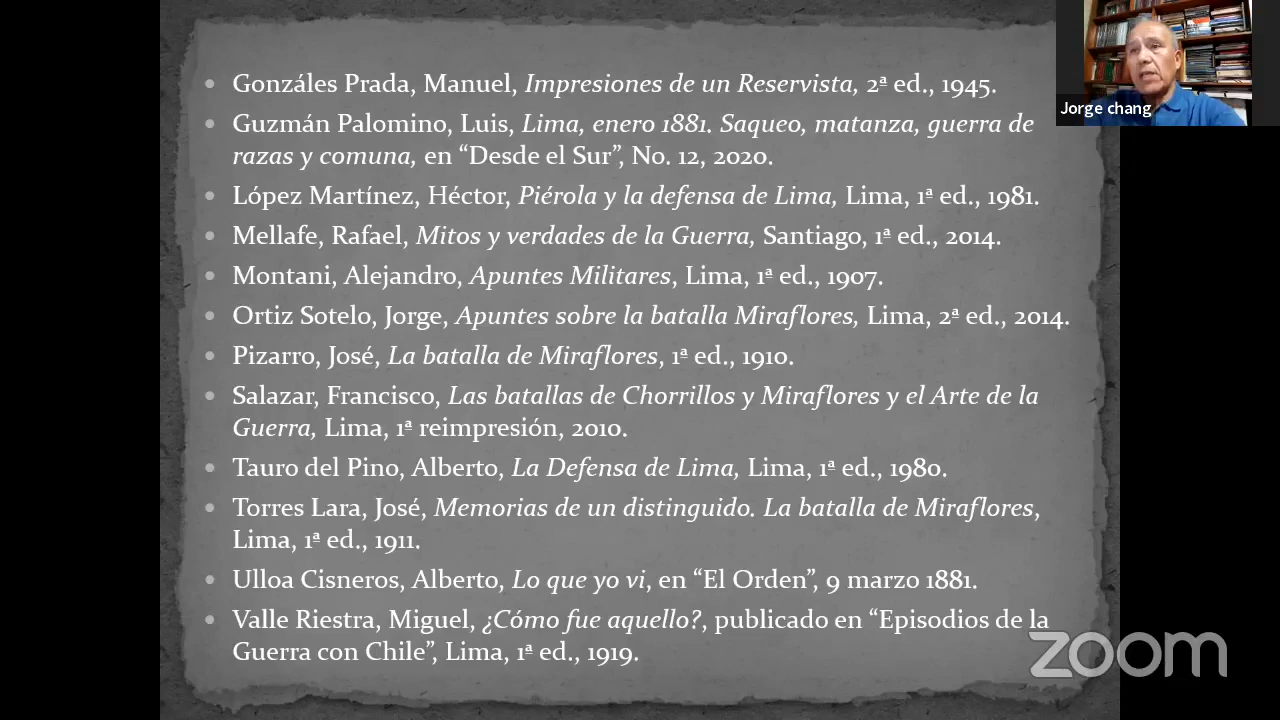 Gonzáles Prada, Manuel, Impresiones de un Reservista, 2ª ed., 1945.
Guzmán Palomino, Luis, Lima, enero 1881. Saqueo, matanza, guerra de
razas y comuna, en “Desde el Sur”, No. 12, 2020.
López Martínez, Héctor, Piérola y la defensa de Lima, Lima, 1ª ed., 1981.
Mellafe, Rafael, Mitos y verdades de la Guerra, Santiago, 1ª ed., 2014.
Montani, Alejandro, Apuntes Militares, Lima, 1ª ed., 1907.
Ortiz Sotelo, Jorge, Apuntes sobre la batalla Miraflores, Lima, 2ª ed., 2014.
Pizarro, José, La batalla de Miraflores, 1ª ed., 1910.
Salazar, Francisco, Las batallas de Chorrillos y Miraflores y el Arte de la
Guerra, Lima, 1ª reimpresión, 2010.
Tauro del Pino, Alberto, La Defensa de Lima, Lima, 1ª ed., 1980.
Torres Lara, José, Memorias de un distinguido. La batalla de Miraflores,
Lima, 1ª ed., 1911.
Ulloa Cisneros, Alberto, Lo que yo vi, en “El Orden”, 9 marzo 1881.
Valle Riestra, Miguel, ¿Cómo fue aquello?, publicado en “Episodios de la
Guerra con Chile”, Lima, 1ª ed., 1919.
Jorge chang
zoom